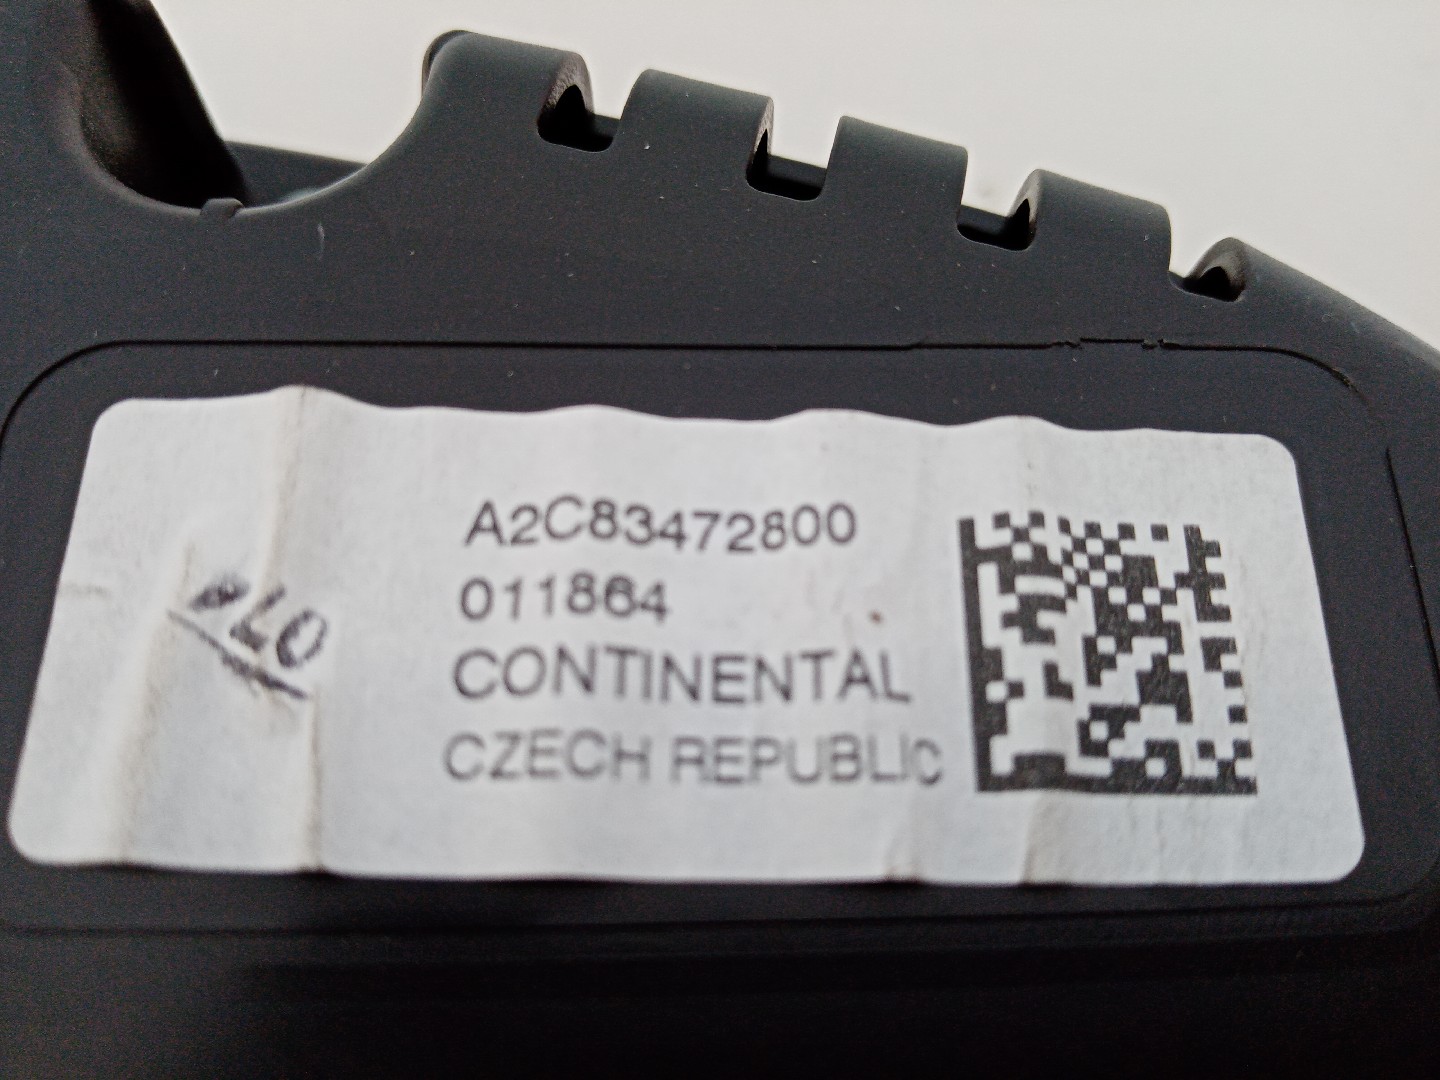 A2C83472800
011864
CONTINENTAL
CZECH REPUBLIC